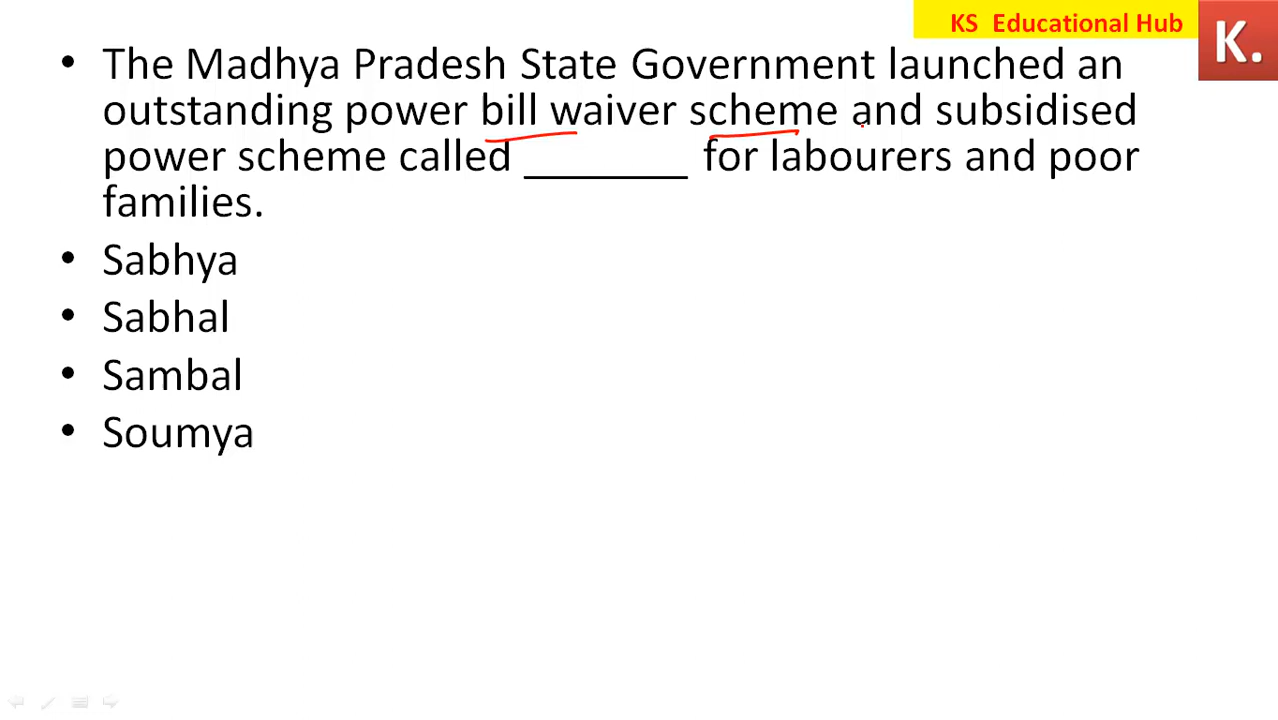 KS Educational Hub
K.
• The Madhya Pradesh State Government launched an
outstanding power bill waiver scheme and subsidised
power scheme called _______ for labourers and poor
families.
• Sabhya
• Sabhal
• Sambal
• Soumya